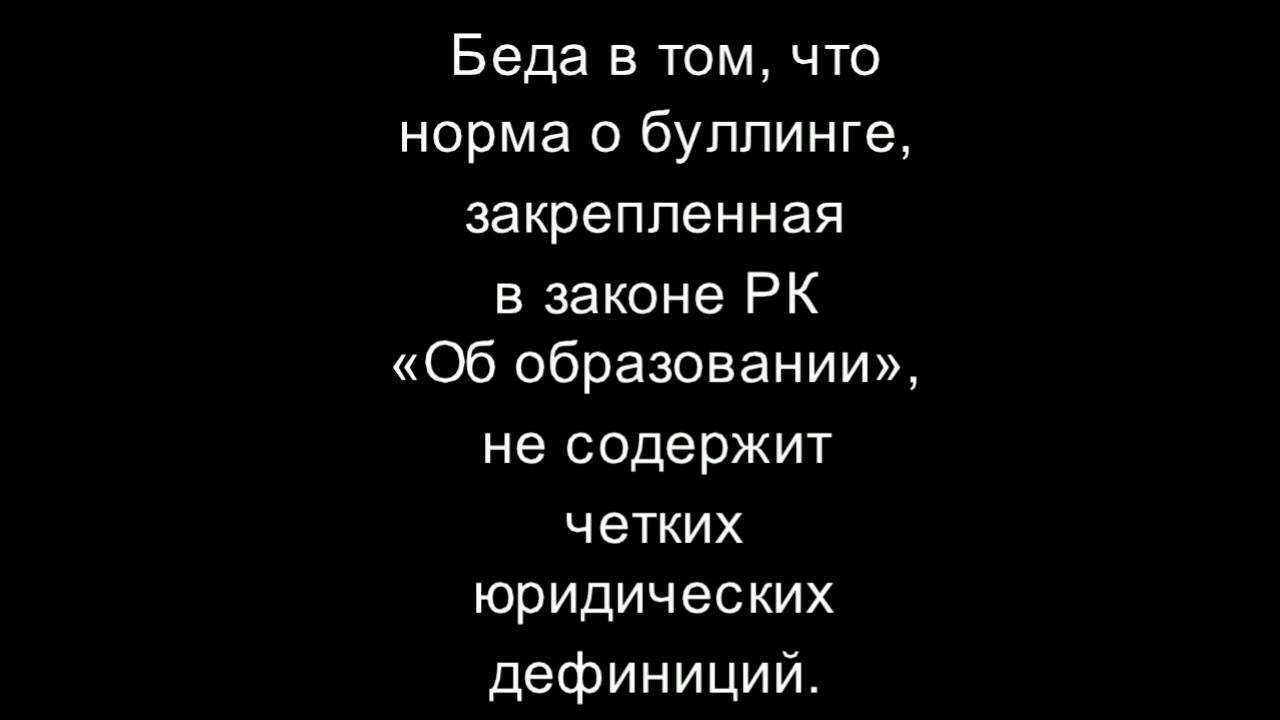 Беда в том, что
норма о буллинге,
закрепленная
в законе РК
«Об образовании»,
не содержит
четких
юридических
дефиниций.